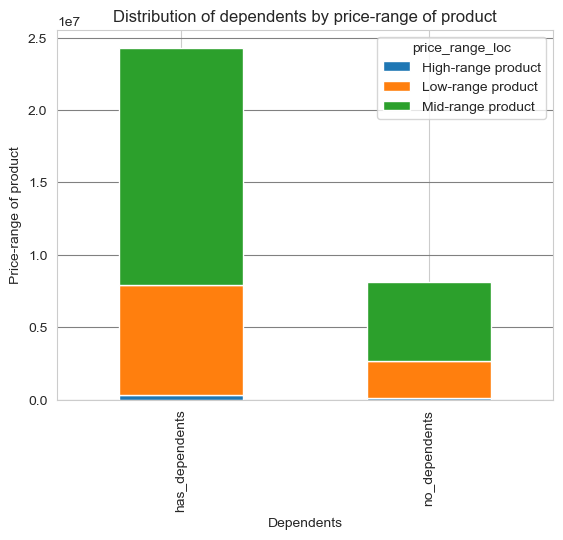 Distribution of dependents by price-range of product
1e7
2.5
2.0
1.5
1.0
0.5
0.0
Price-range of product
price_range_loc
High-range product
Low-range product
Mid-range product
has_dependents
no_dependents
Dependents